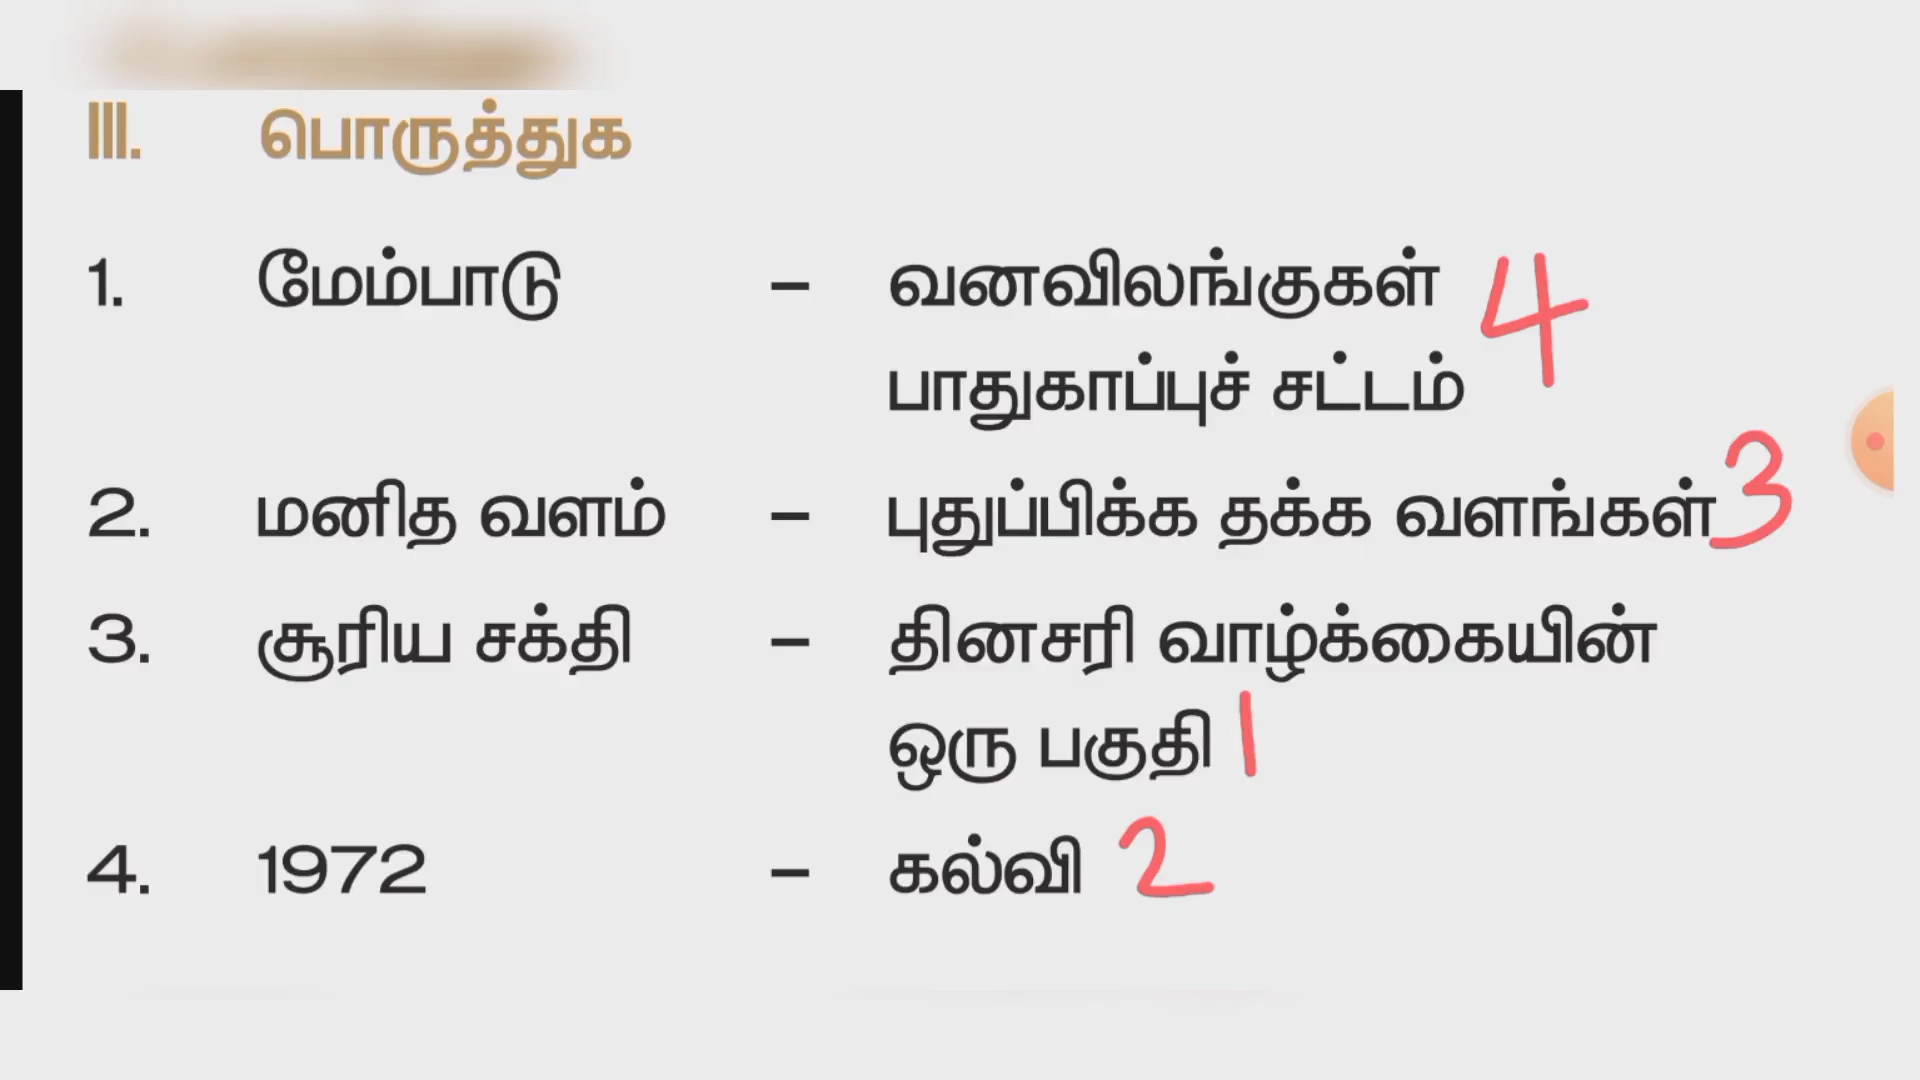 III. பொருத்துக
1. மேம்பாடு – வனவிலங்குகள் 4
பாதுகாப்புச் சட்டம்
2. மனித வளம் – புதுப்பிக்க தக்க வளங்கள் 3
3. சூரிய சக்தி – தினசரி வாழ்க்கையின்
ஒரு பகுதி 1
4. 1972 – கல்வி 2